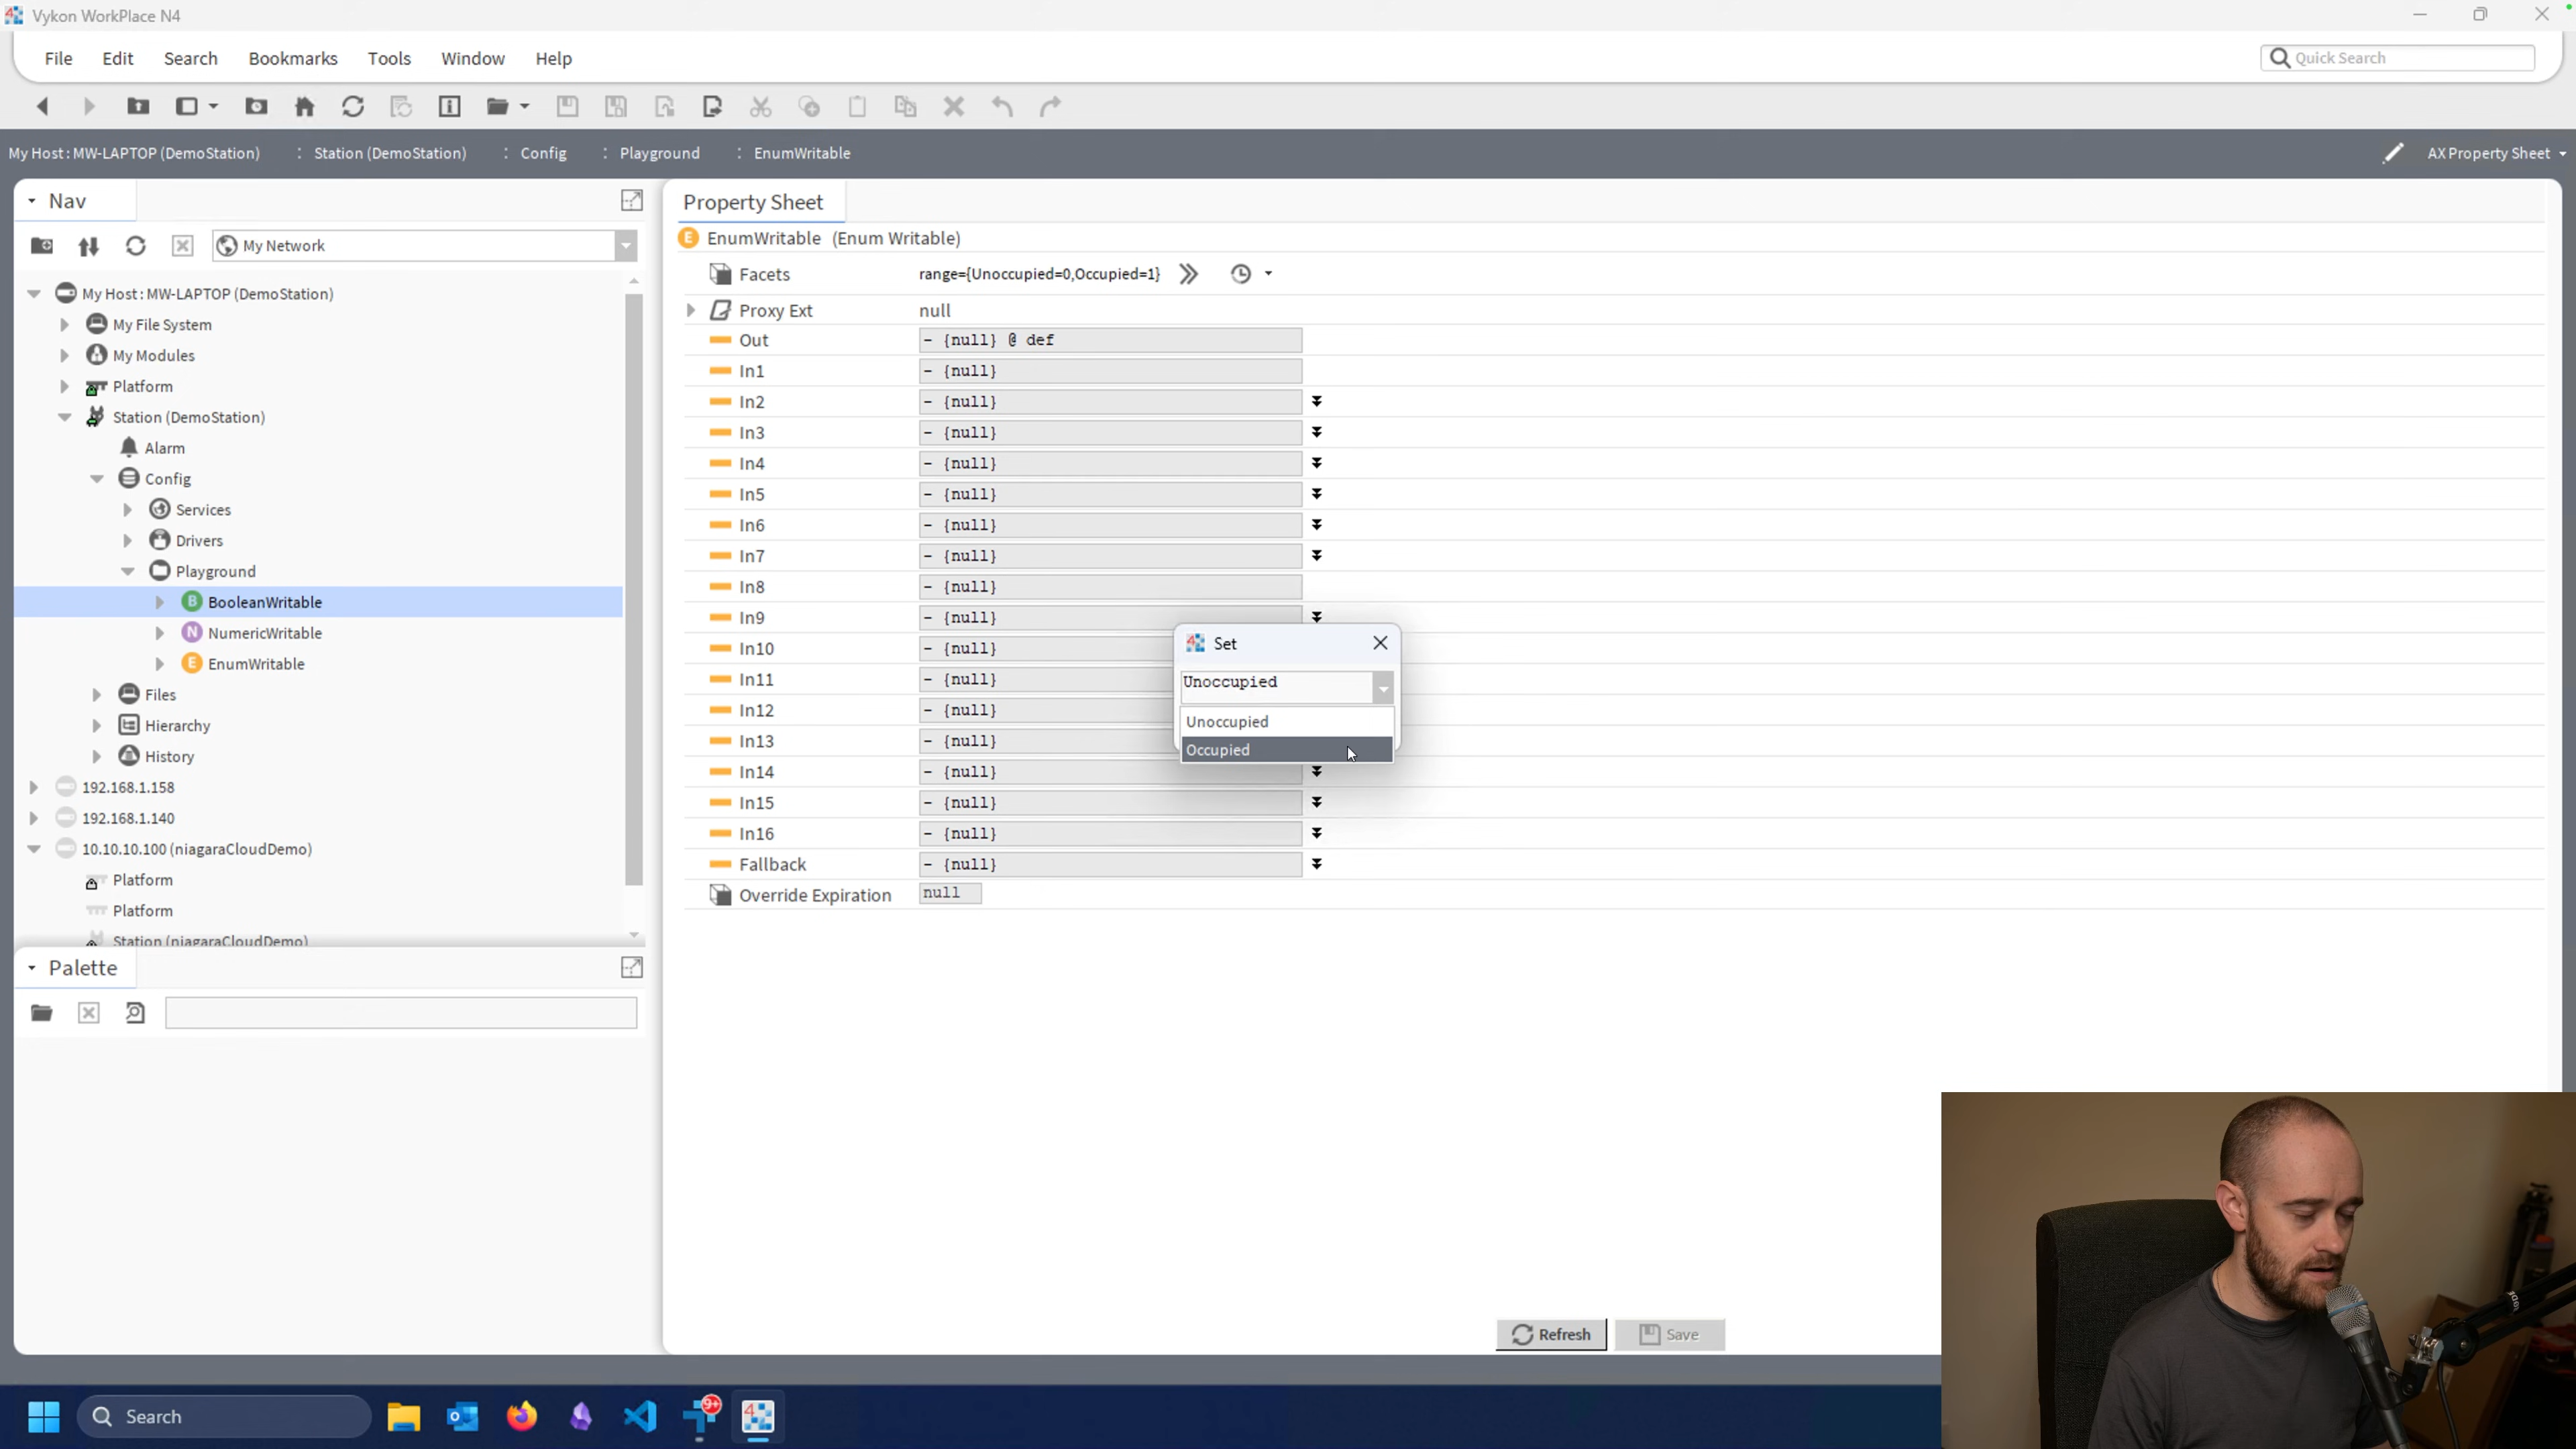 Vykon WorkPlace N4
File Edit Search Bookmarks Tools Window Help
Quick Search
My Host : MW-LAPTOP (DemoStation) : Station (DemoStation) : Config : Playground : EnumWritable
AX Property Sheet
Nav
My Network
My Host : MW-LAPTOP (DemoStation)
My File System
My Modules
Platform
Station (DemoStation)
Alarm
Config
Services
Drivers
Playground
BooleanWritable
NumericWritable
EnumWritable
Files
Hierarchy
History
192.168.1.158
192.168.1.140
10.10.10.100 (niagaraCloudDemo)
Platform
Platform
Station (niagaraCloudDemo)
Palette
Property Sheet
EnumWritable (Enum Writable)
Facets range={Unoccupied=0,Occupied=1}
Proxy Ext null
Out - {null} @ def
In1 - {null}
In2 - {null}
In3 - {null}
In4 - {null}
In5 - {null}
In6 - {null}
In7 - {null}
In8 - {null}
In9 - {null}
In10 - {null}
In11 - {null}
In12 - {null}
In13 - {null}
In14 - {null}
In15 - {null}
In16 - {null}
Fallback - {null}
Override Expiration null
Set
Unoccupied
Unoccupied
Occupied
Refresh Save
Search
9+